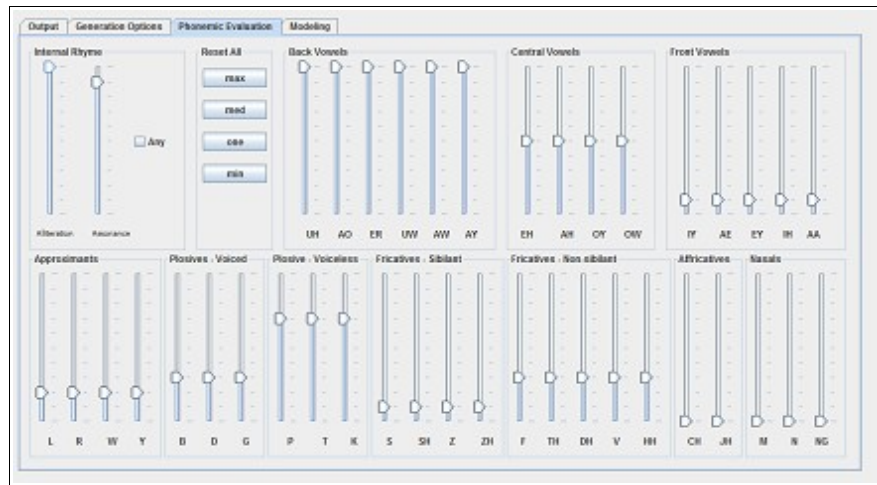 Output Generation Options Phonemic Evaluation Modeling
Internal Rhyme Reset All Back Vowels Central Vowels Front Vowels
max
med
Any one
min
Alliteration Assonance UH AO ER UW AW AY EH AH OY OW IY AE EY IH AA
Approximants Plosives - Voiced Plosive - Voiceless Fricatives - Sibilant Fricatives - Non sibilant Affricatives Nasals
L R W Y B D G P T K S SH Z ZH F TH DH V HH CH JH M N NG